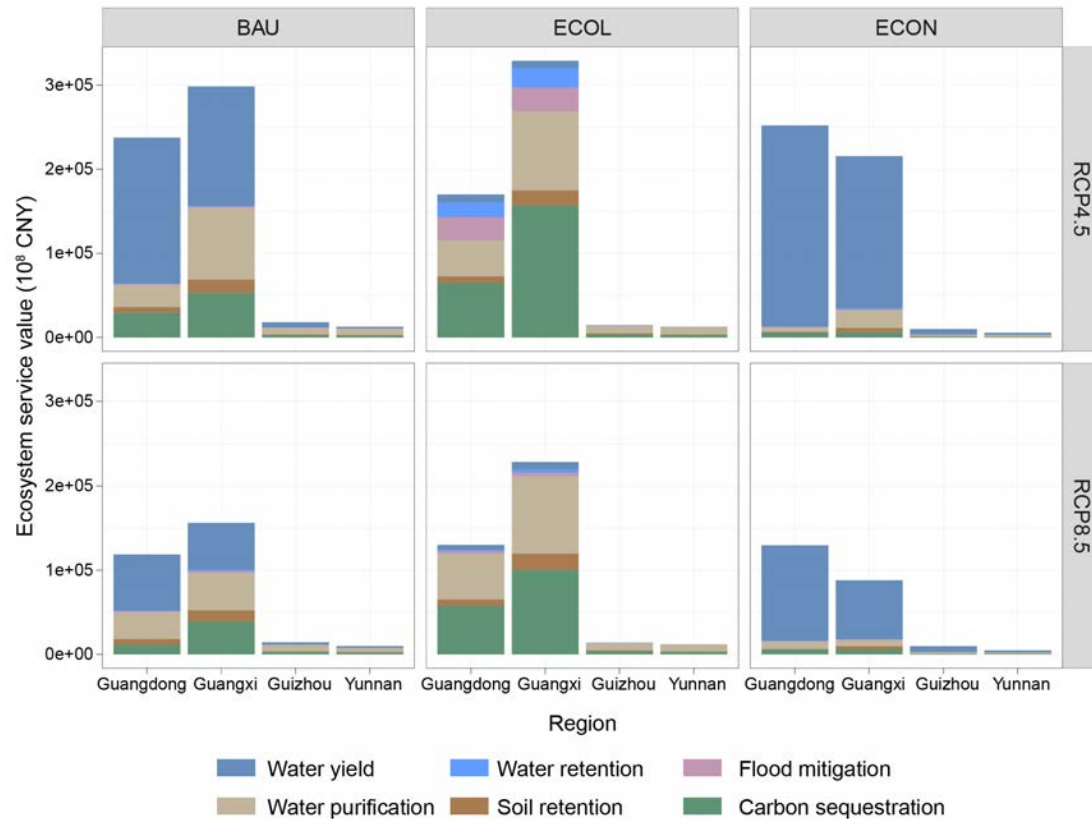 BAU ECOL ECON
Ecosystem service value (10⁸ CNY)
3e+05
2e+05
1e+05
0e+00
RCP4.5
3e+05
2e+05
1e+05
0e+00
RCP8.5
Guangdong Guangxi Guizhou Yunnan Guangdong Guangxi Guizhou Yunnan Guangdong Guangxi Guizhou Yunnan
Region
Water yield Water retention Flood mitigation
Water purification Soil retention Carbon sequestration